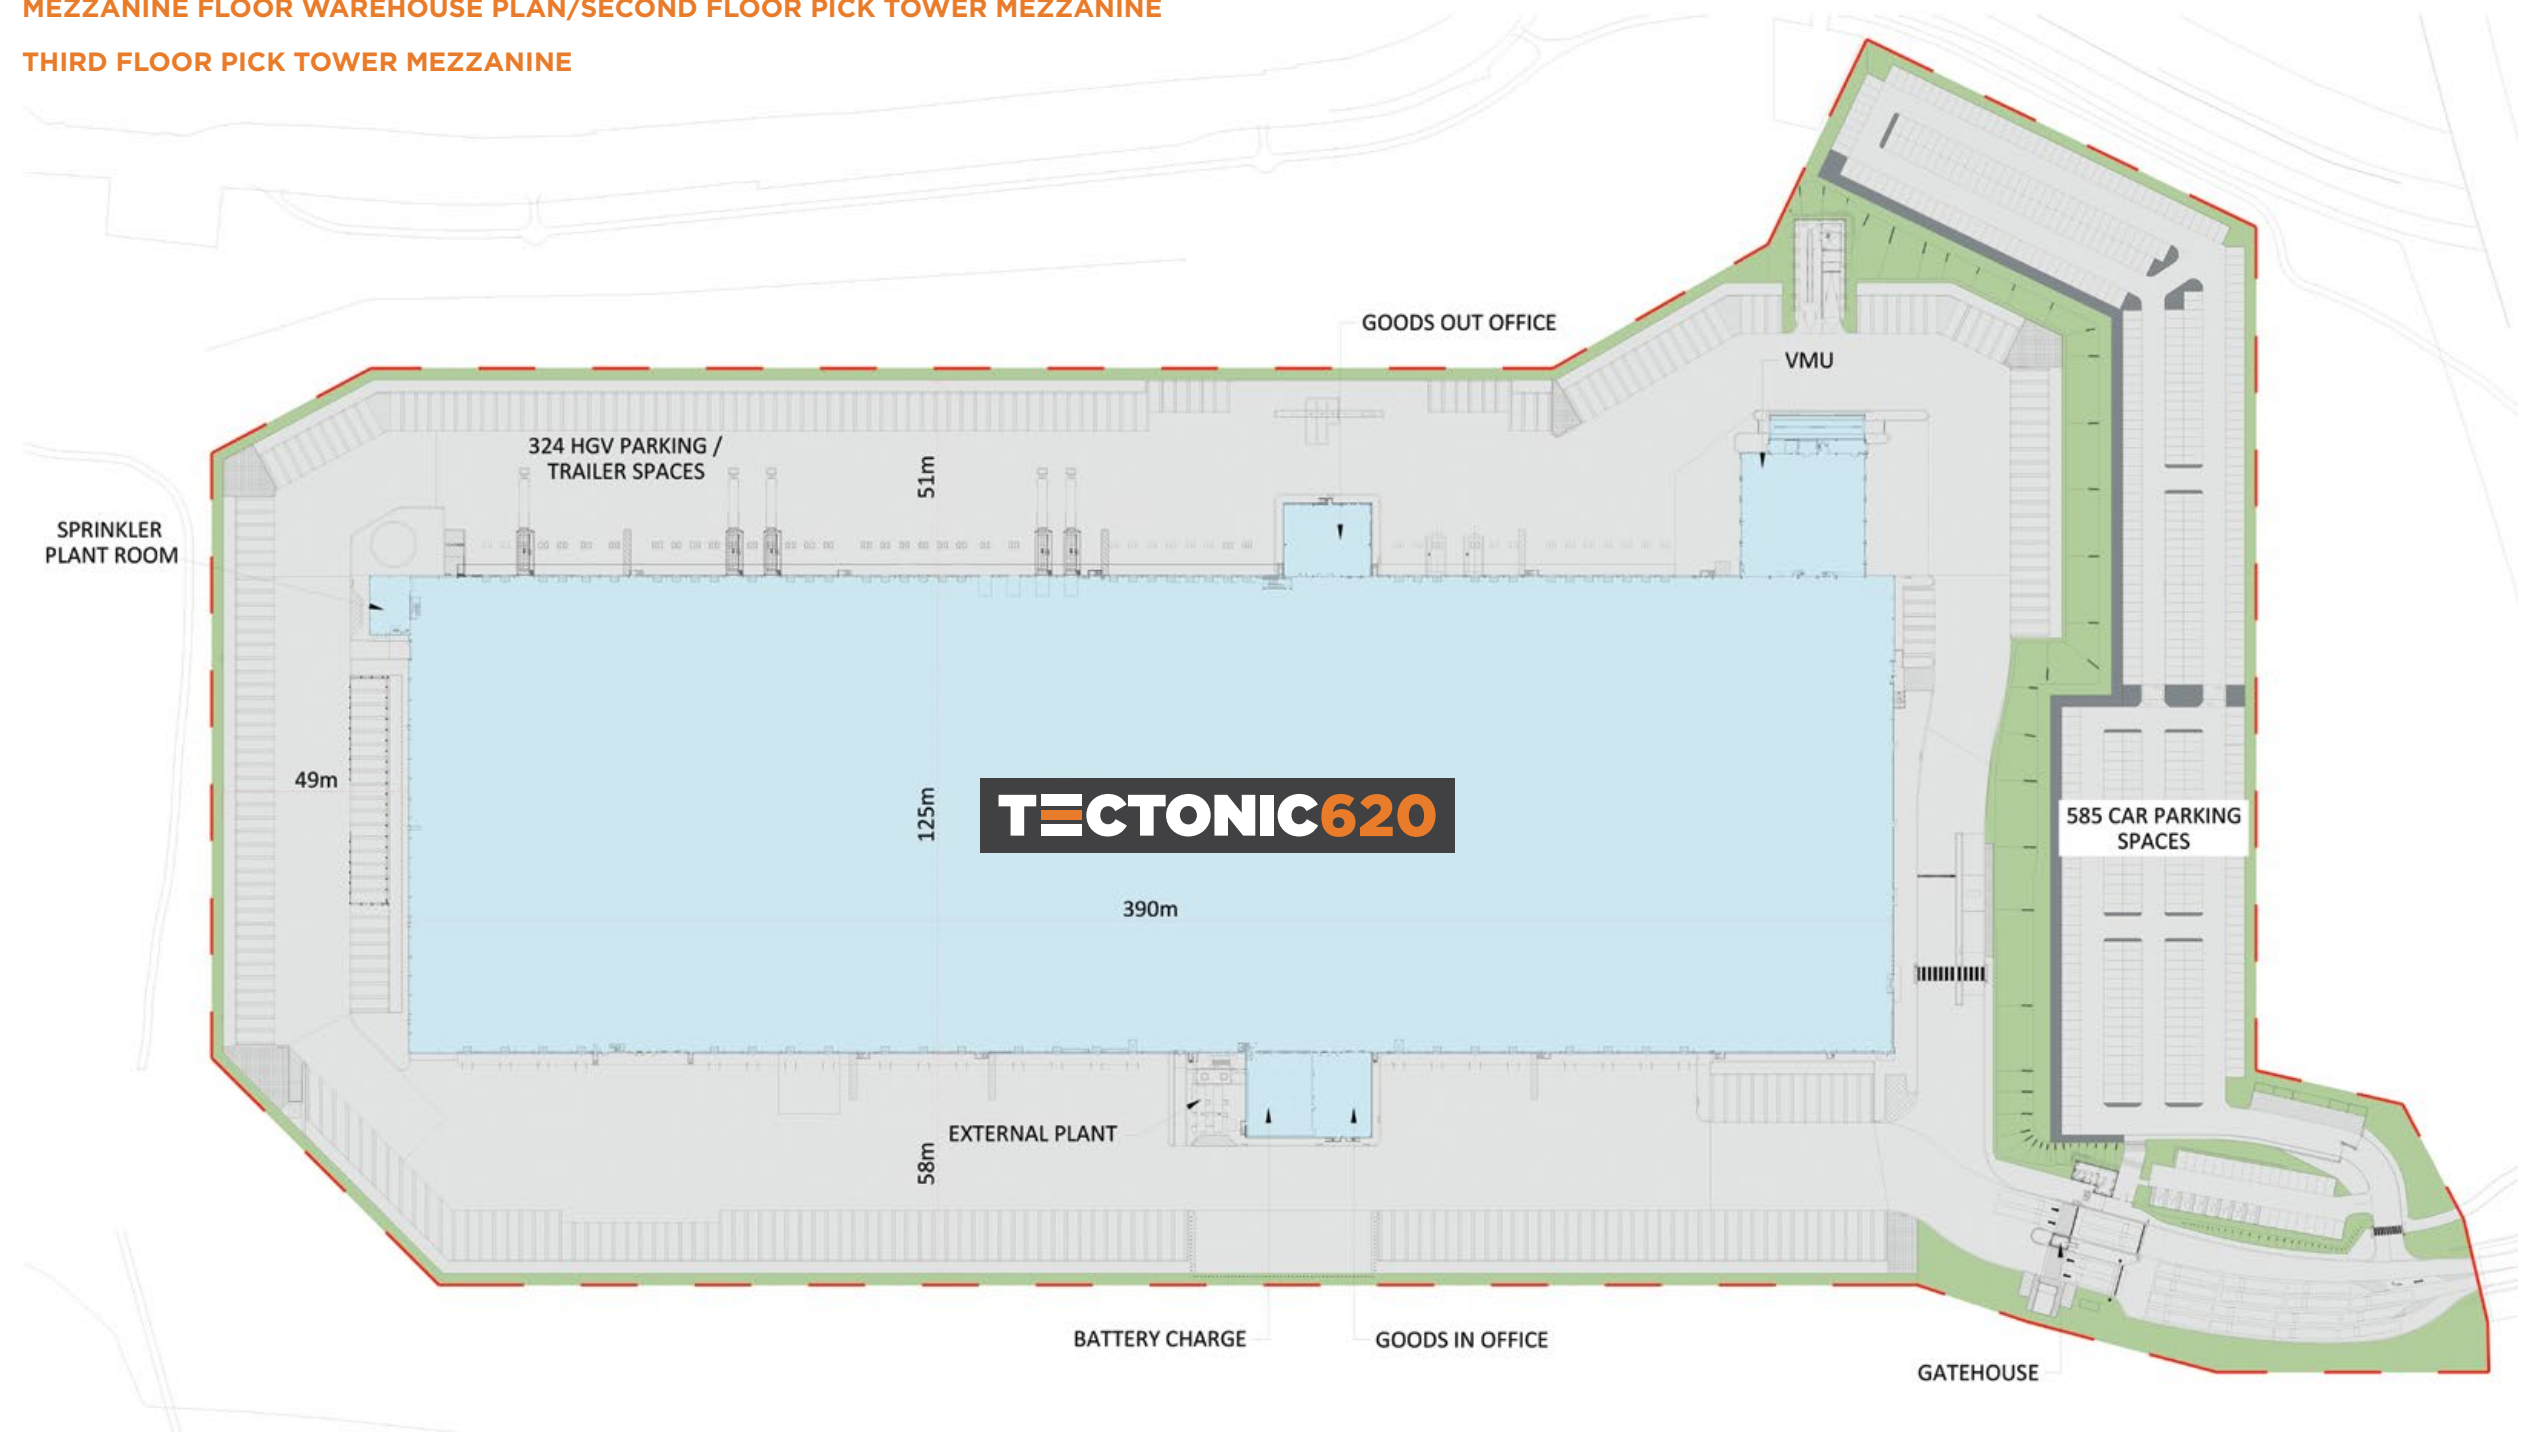 MEZZANINE FLOOR WAREHOUSE PLAN/SECOND FLOOR PICK TOWER MEZZANINE
THIRD FLOOR PICK TOWER MEZZANINE
GOODS OUT OFFICE
VMU
324 HGV PARKING /
TRAILER SPACES
51m
SPRINKLER
PLANT ROOM
49m
125m
TECTONIC620
585 CAR PARKING
SPACES
390m
EXTERNAL PLANT
58m
BATTERY CHARGE
GOODS IN OFFICE
GATEHOUSE